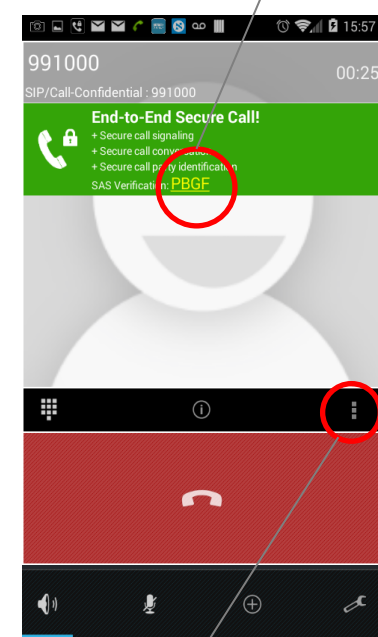 15:57
991000
00:25
SIP/Call-Confidential : 991000
End-to-End Secure Call!
+ Secure call signaling
+ Secure call conversation
+ Secure call party identification
SAS Verification: PBGF